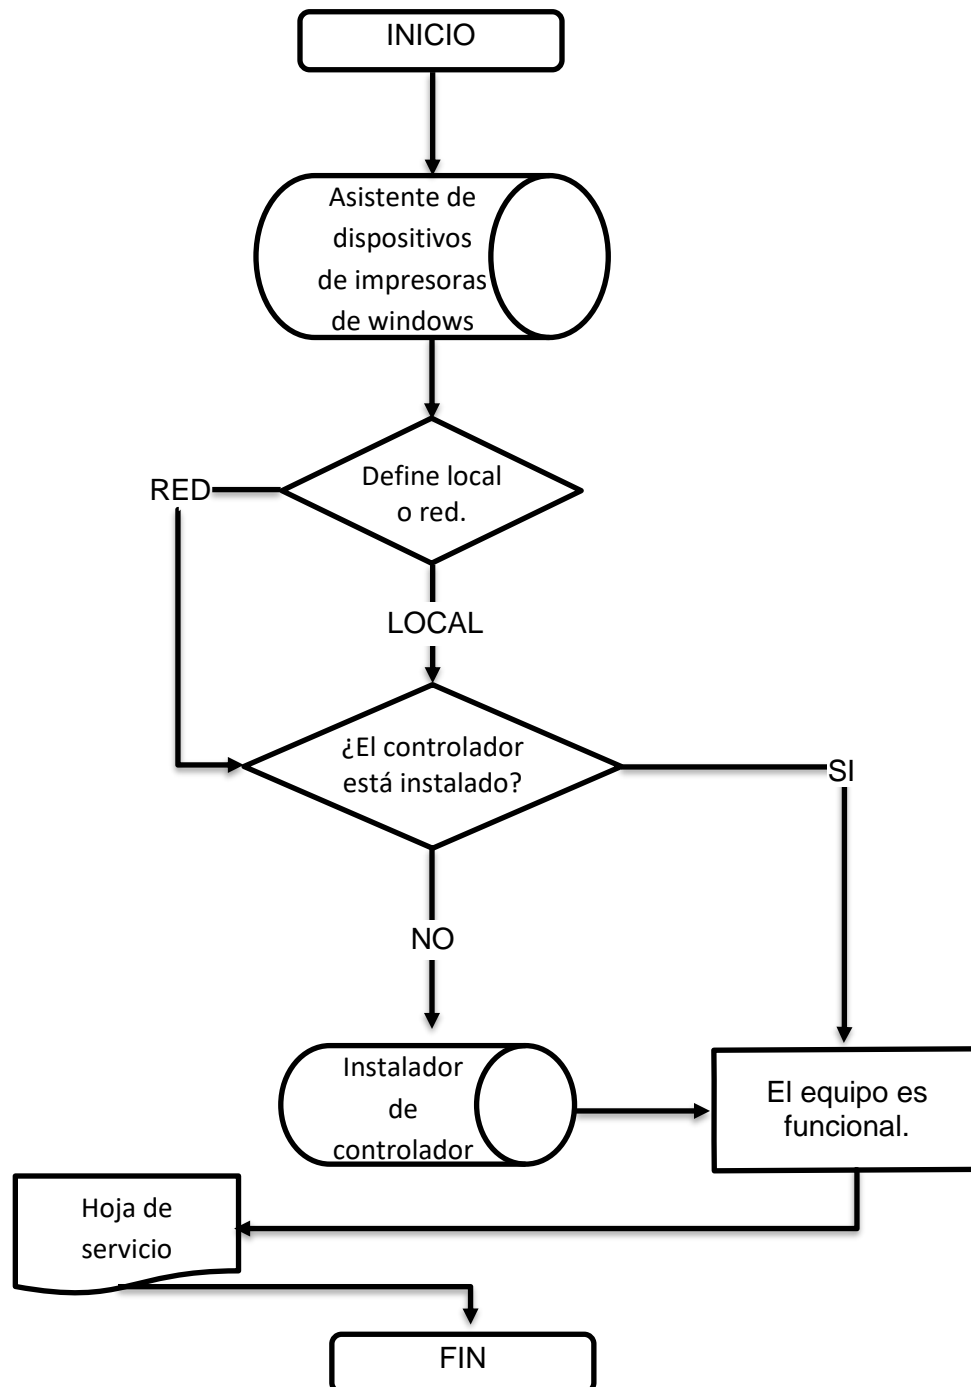 INICIO
Asistente de
dispositivos
de impresoras
de windows
Define local
o red.
RED
LOCAL
¿El controlador
está instalado?
SI
NO
Instalador
de
controlador
El equipo es
funcional.
Hoja de
servicio
FIN